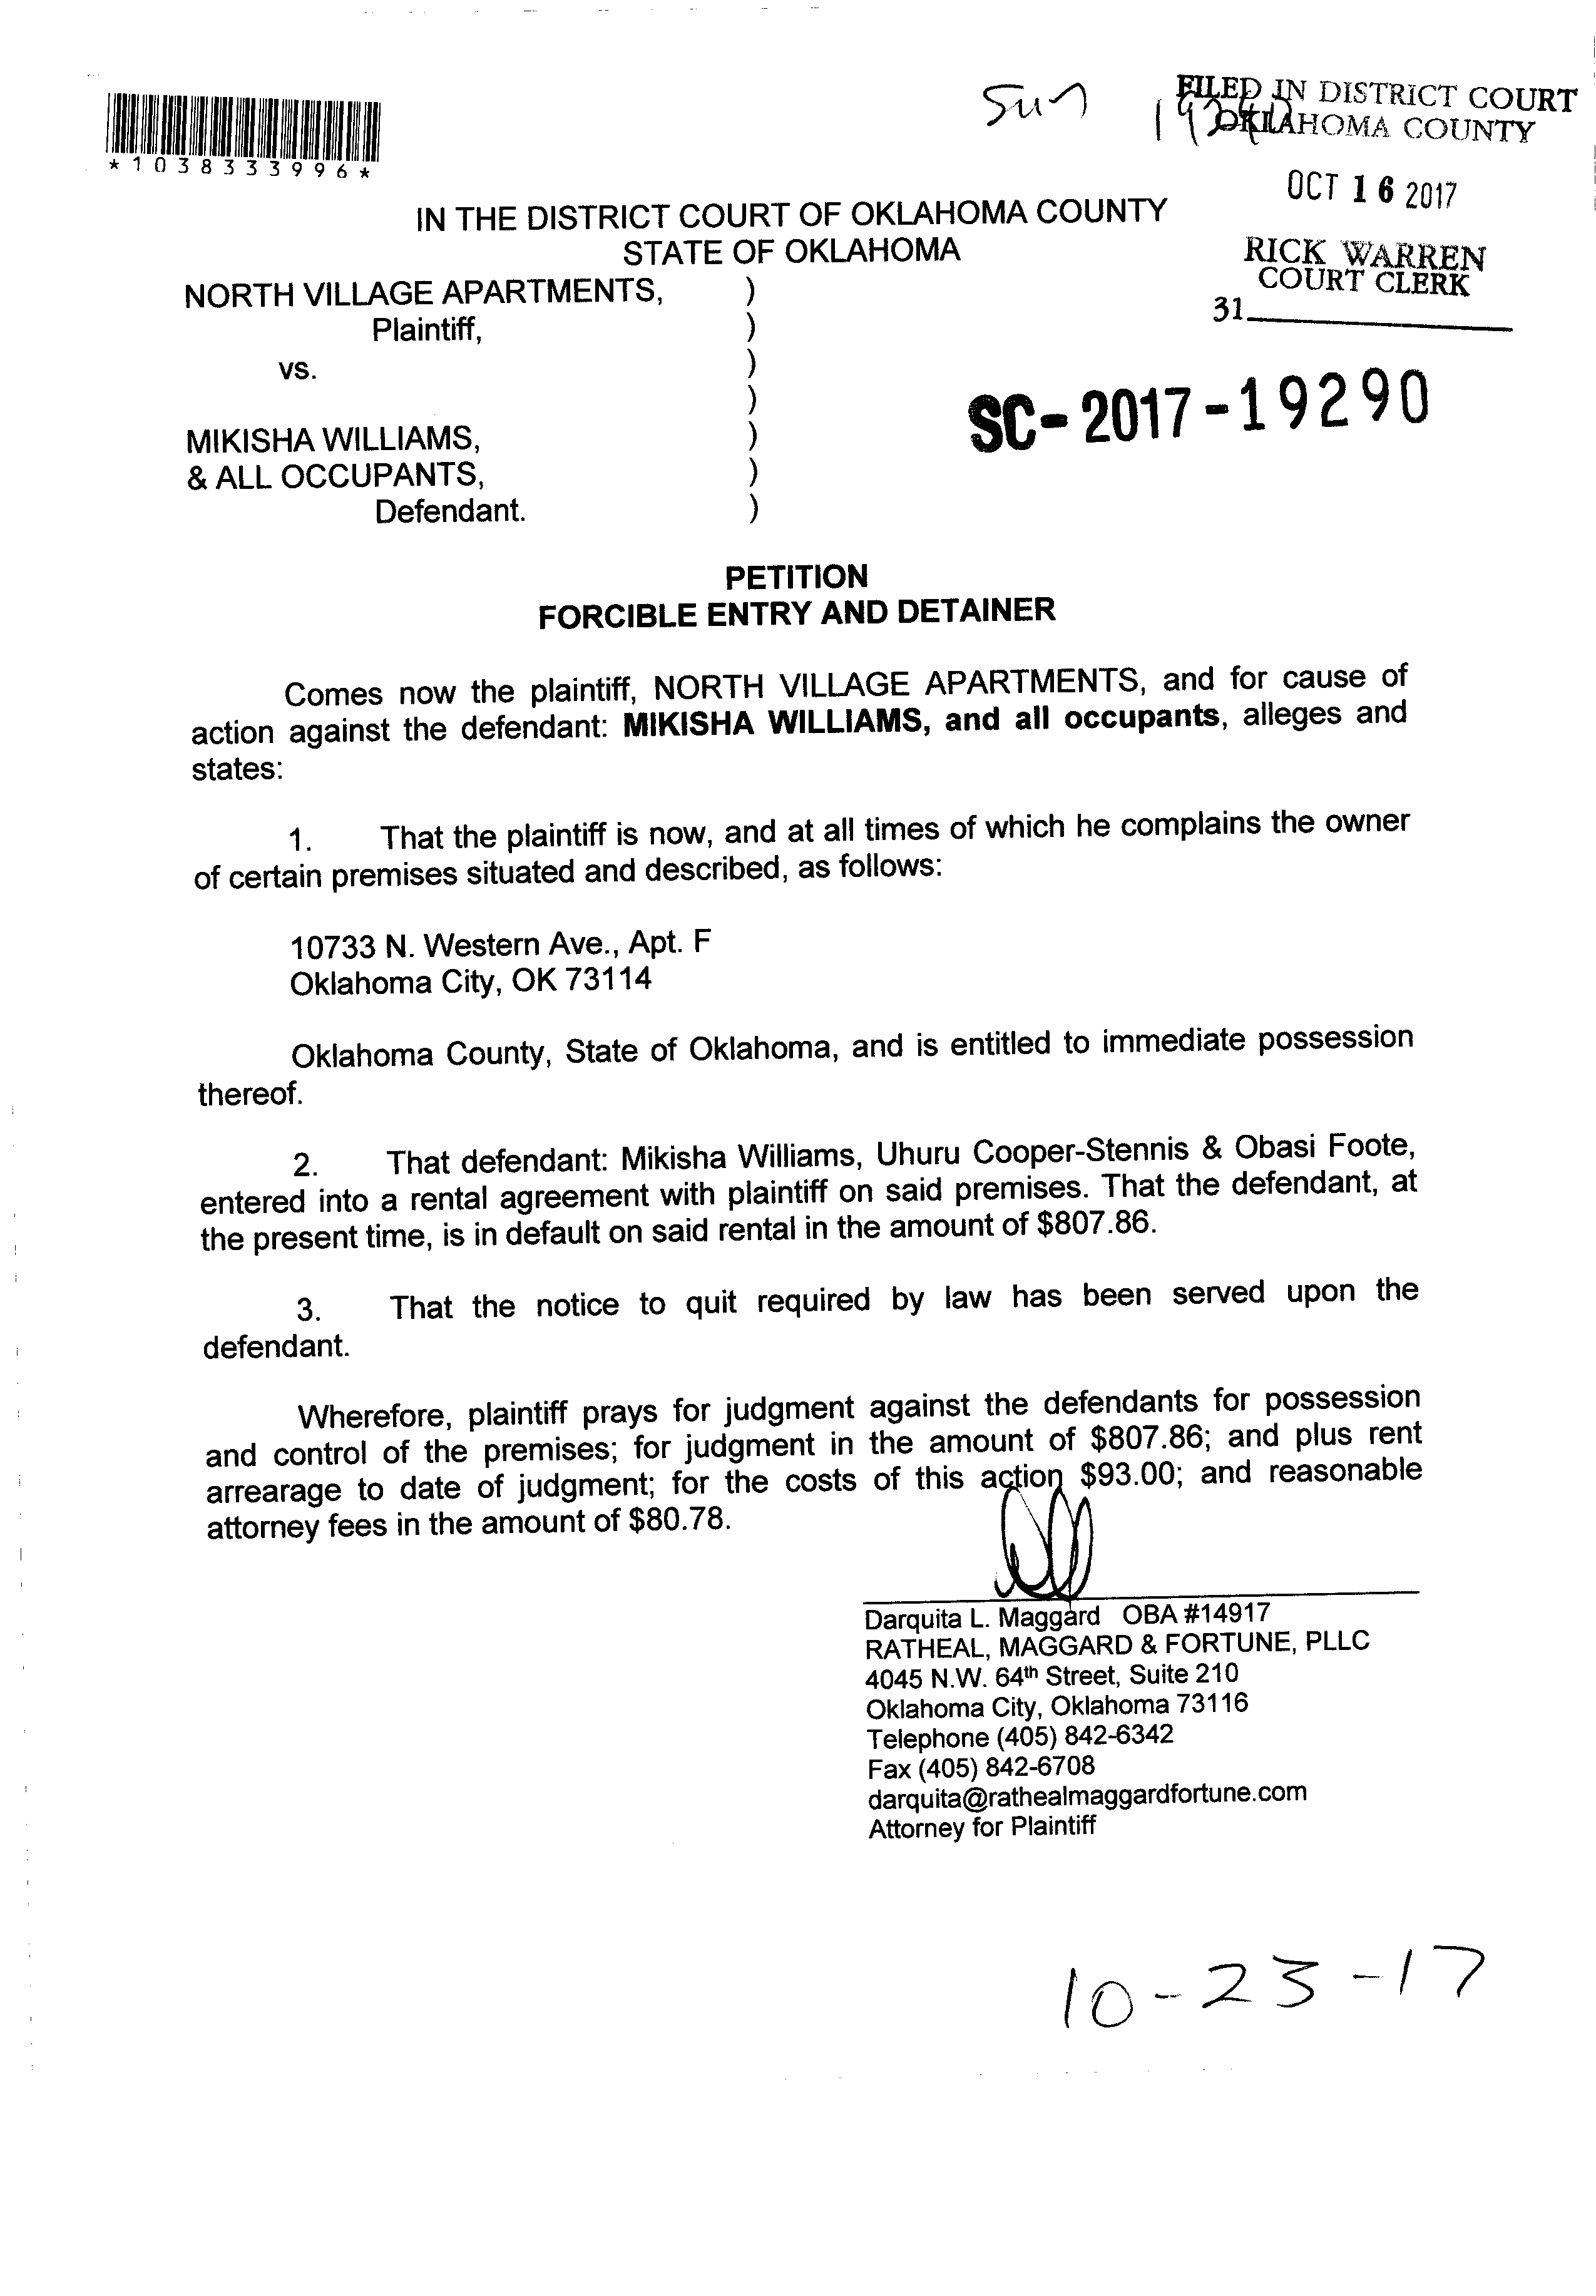 *1038333996*
Sum
FILED IN DISTRICT COURT
OKLAHOMA COUNTY
OCT 16 2017
RICK WARREN
COURT CLERK
31
IN THE DISTRICT COURT OF OKLAHOMA COUNTY
STATE OF OKLAHOMA
NORTH VILLAGE APARTMENTS, )
Plaintiff, )
vs. )
)
MIKISHA WILLIAMS, )
& ALL OCCUPANTS, )
Defendant. )
SC-2017-19290
PETITION
FORCIBLE ENTRY AND DETAINER
Comes now the plaintiff, NORTH VILLAGE APARTMENTS, and for cause of
action against the defendant: MIKISHA WILLIAMS, and all occupants, alleges and
states:
1. That the plaintiff is now, and at all times of which he complains the owner
of certain premises situated and described, as follows:
10733 N. Western Ave., Apt. F
Oklahoma City, OK 73114
Oklahoma County, State of Oklahoma, and is entitled to immediate possession
thereof.
2. That defendant: Mikisha Williams, Uhuru Cooper-Stennis & Obasi Foote,
entered into a rental agreement with plaintiff on said premises. That the defendant, at
the present time, is in default on said rental in the amount of $807.86.
3. That the notice to quit required by law has been served upon the
defendant.
Wherefore, plaintiff prays for judgment against the defendants for possession
and control of the premises; for judgment in the amount of $807.86; and plus rent
arrearage to date of judgment; for the costs of this action $93.00; and reasonable
attorney fees in the amount of $80.78.
Darquita L. Maggard OBA #14917
RATHEAL, MAGGARD & FORTUNE, PLLC
4045 N.W. 64th Street, Suite 210
Oklahoma City, Oklahoma 73116
Telephone (405) 842-6342
Fax (405) 842-6708
darquita@rathealmaggardfortune.com
Attorney for Plaintiff
10-23-17